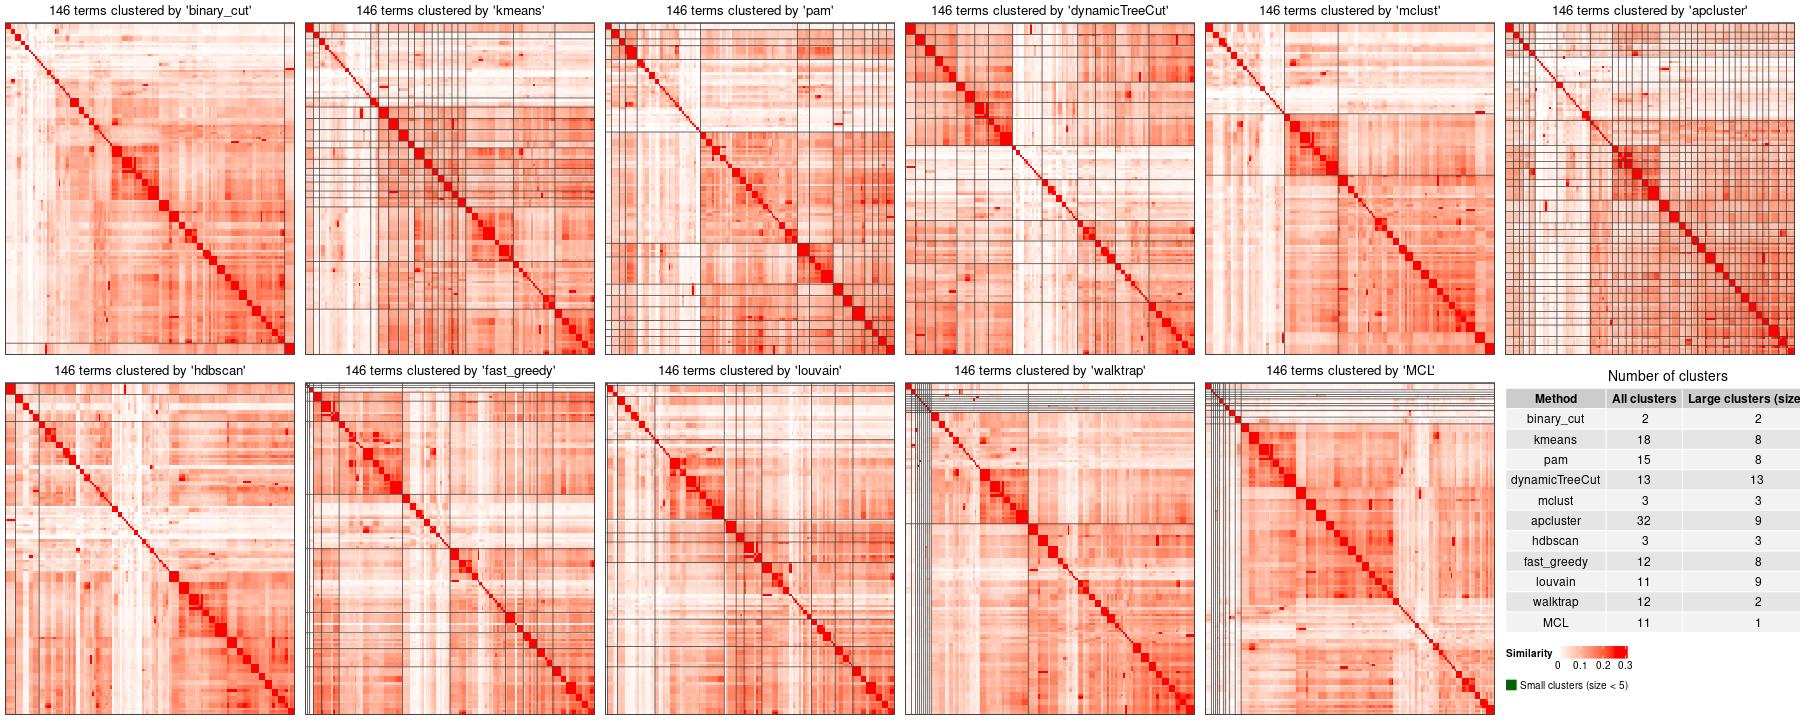 146 terms clustered by 'binary_cut'
146 terms clustered by 'kmeans'
146 terms clustered by 'pam'
146 terms clustered by 'dynamicTreeCut'
146 terms clustered by 'mclust'
146 terms clustered by 'apcluster'
146 terms clustered by 'hdbscan'
146 terms clustered by 'fast_greedy'
146 terms clustered by 'louvain'
146 terms clustered by 'walktrap'
146 terms clustered by 'MCL'
Number of clusters
Method All clusters Large clusters (size
binary_cut 2 2
kmeans 18 8
pam 15 8
dynamicTreeCut 13 13
mclust 3 3
apcluster 32 9
hdbscan 3 3
fast_greedy 12 8
louvain 11 9
walktrap 12 2
MCL 11 1
Similarity
0 0.1 0.2 0.3
Small clusters (size < 5)